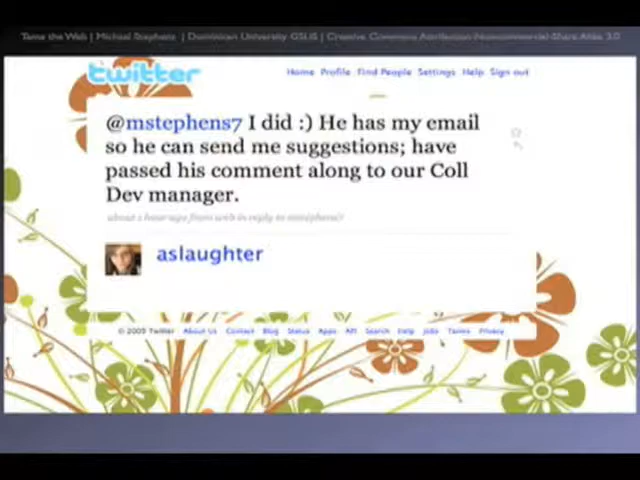 Tame the Web | Michael Stephens | Dominican University GSLIS | Creative Commons Attribution-Noncommercial-Share Alike 3.0
twitter
Home Profile Find People Settings Help Sign out
@mstephens7 I did :) He has my email
so he can send me suggestions; have
passed his comment along to our Coll
Dev manager.
about 1 hour ago from web in reply to mstephens7
aslaughter
© 2009 Twitter About Us Contact Blog Status Apps API Search Help Jobs Terms Privacy